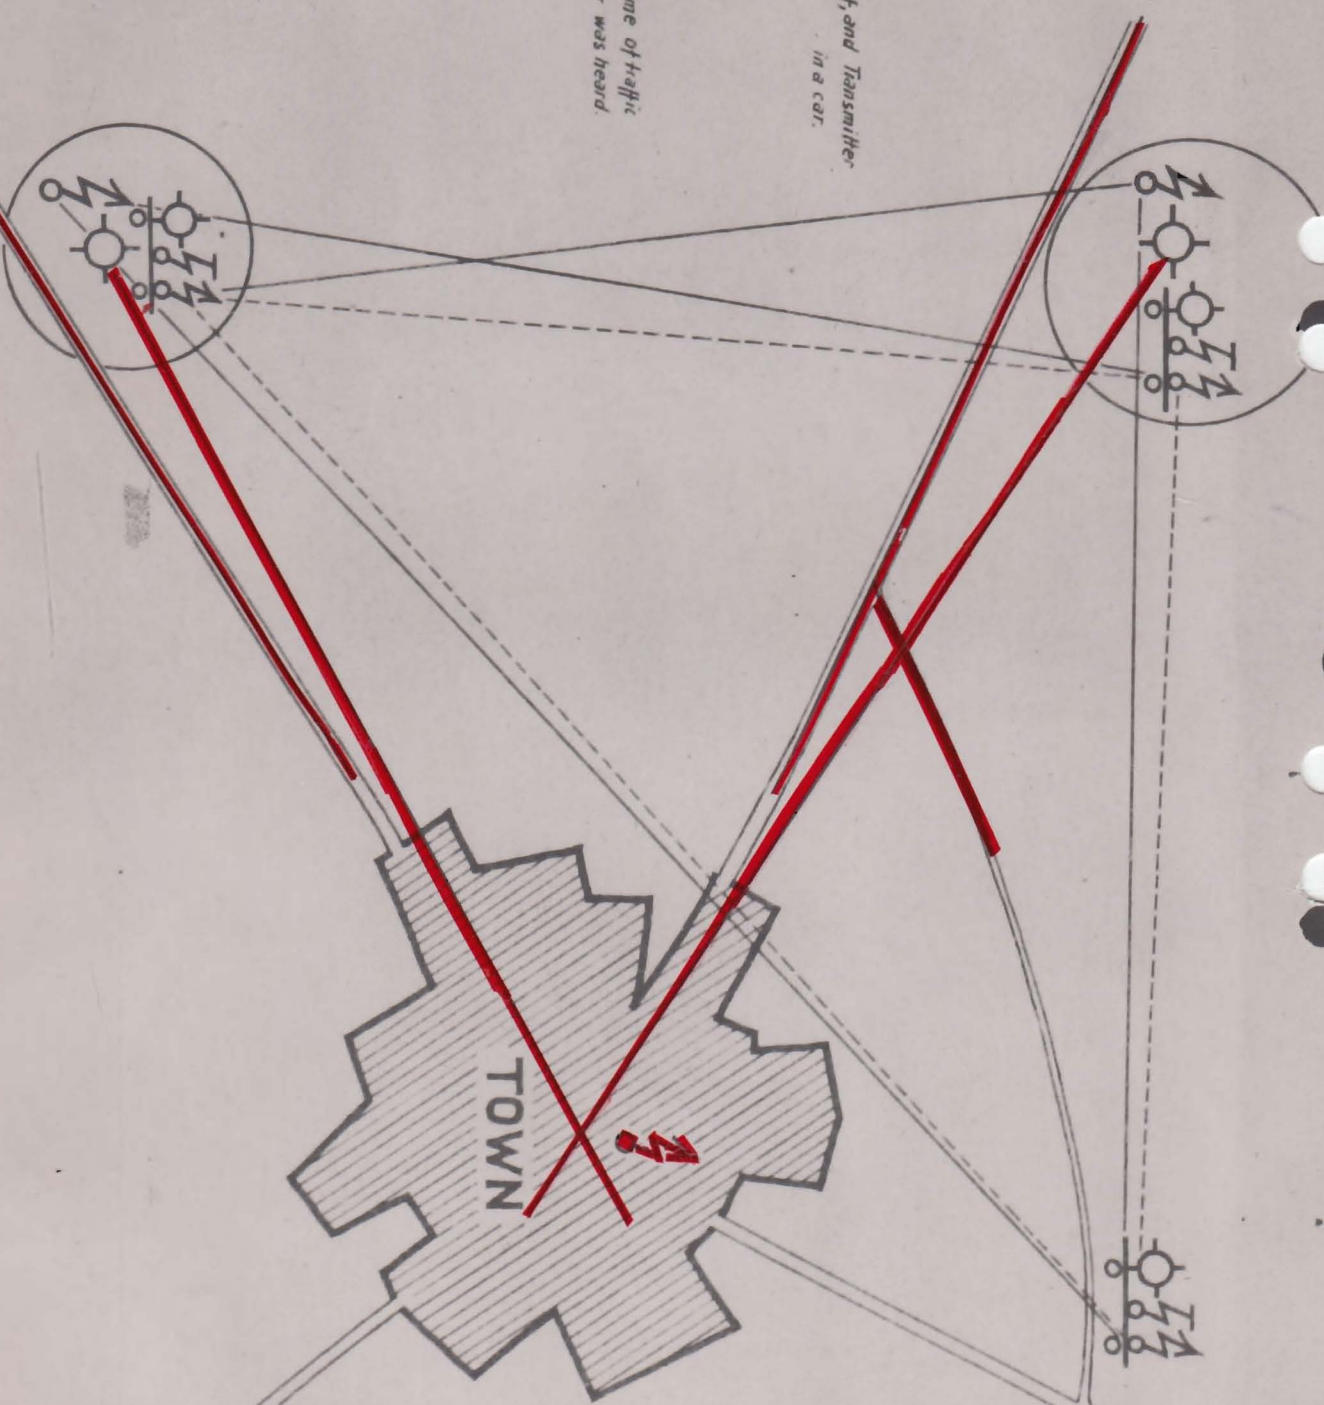 and Transmitter
in a car.
me of traffic
was heard.
TOWN